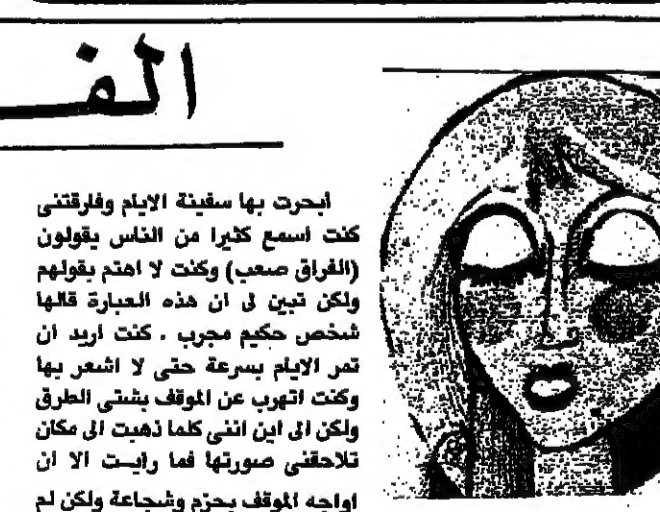 الفـ
أبحرت بها سفينة الايام وفارقتنى
كنت اسمع كثيرا من الناس يقولون
(الفراق صعب) وكنت لا اهتم بقولهم
ولكن تبين لى ان هذه العبارة قالها
شخص حكيم مجرب . كنت اريد ان
تمر الايام بسرعة حتى لا اشعر بها
وكنت اتهرب عن الموقف بشتى الطرق
ولكن الى اين اننى كلما ذهبت الى مكان
تلاحقنى صورتها فما رايت الا ان
اواجه الموقف بحزم وشجاعة ولكن لم